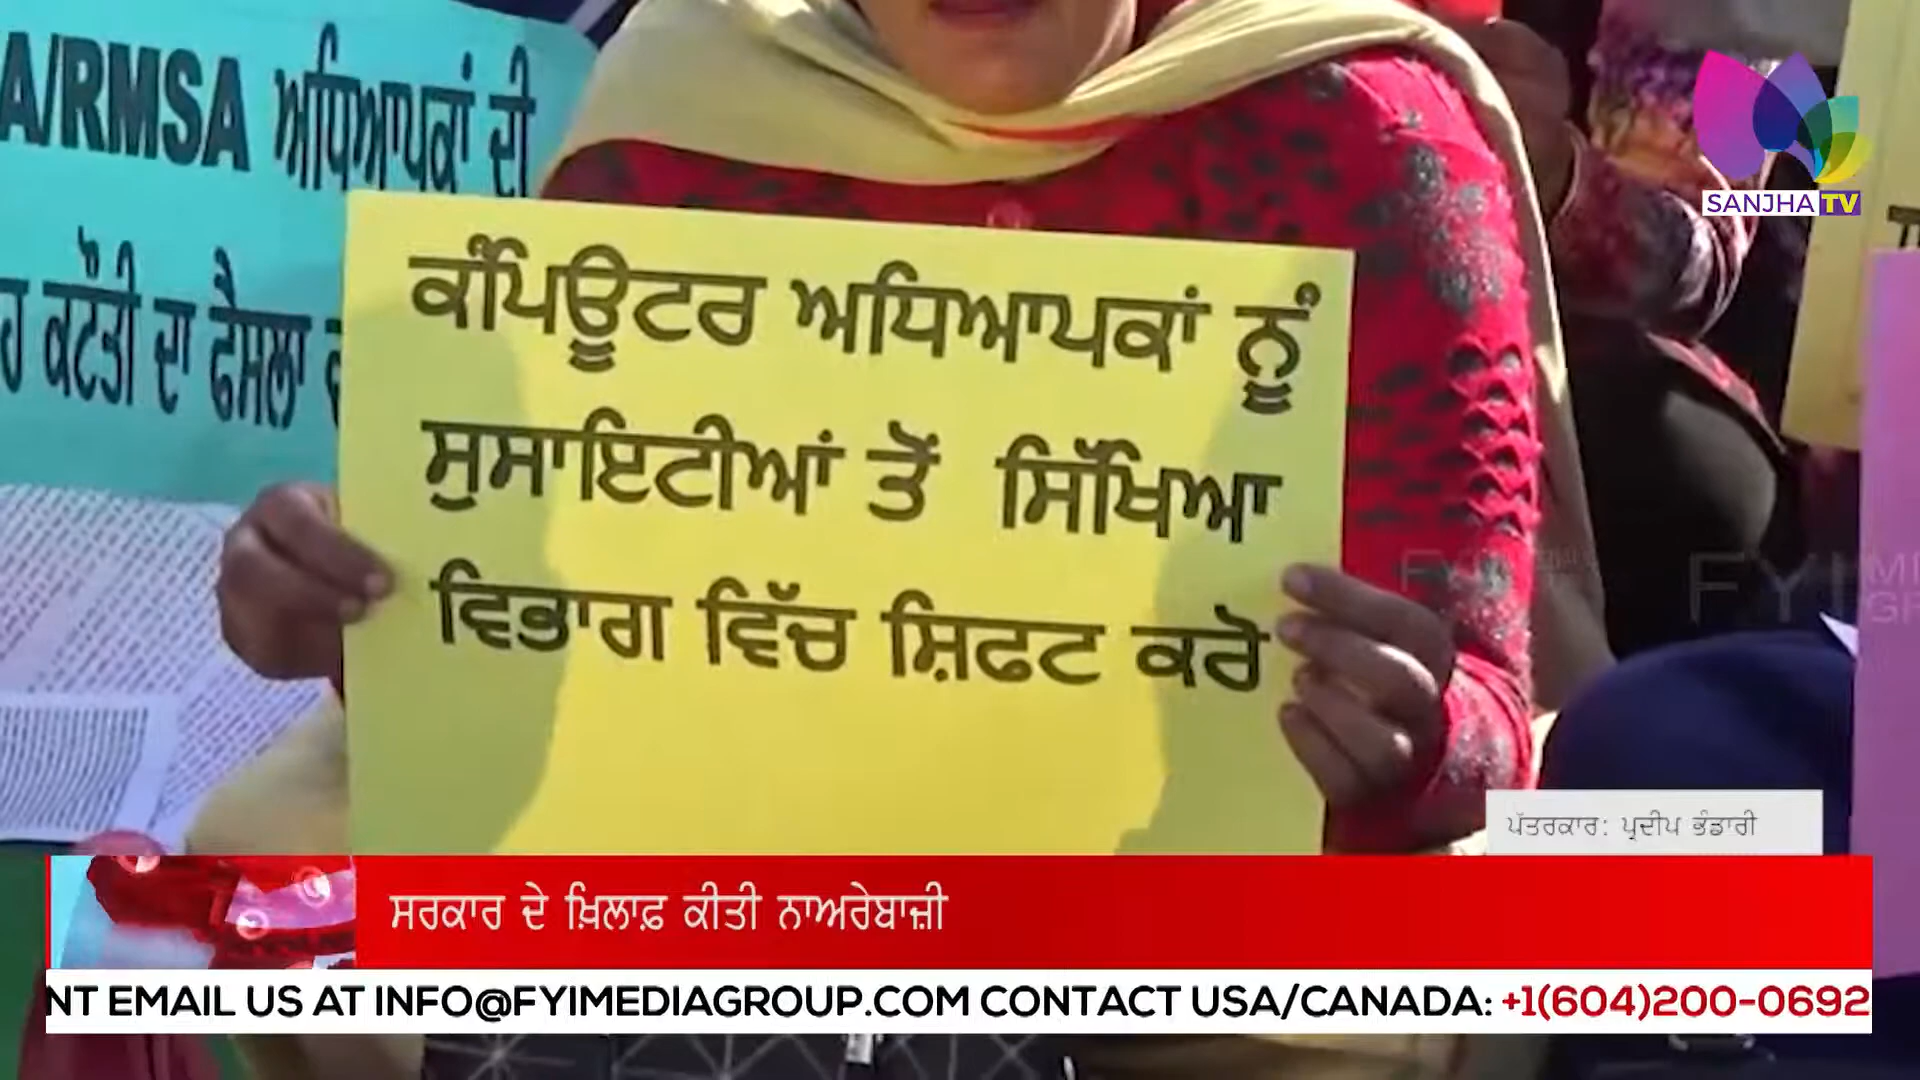 SANJHA TV
A/RMSA ਅਧਿਆਪਕਾਂ ਦੀ
ਕਟੌਤੀ ਦਾ ਫੈਸਲਾ
ਕੰਪਿਊਟਰ ਅਧਿਆਪਕਾਂ ਨੂੰ
ਸੁਸਾਇਟੀਆਂ ਤੋਂ ਸਿੱਖਿਆ
ਵਿਭਾਗ ਵਿੱਚ ਸ਼ਿਫਟ ਕਰੋ
FYI
ਪੱਤਰਕਾਰ: ਪ੍ਰਦੀਪ ਭੰਡਾਰੀ
ਸਰਕਾਰ ਦੇ ਖ਼ਿਲਾਫ਼ ਕੀਤੀ ਨਾਅਰੇਬਾਜ਼ੀ
NT EMAIL US AT INFO@FYIMEDIAGROUP.COM CONTACT USA/CANADA: +1(604)200-0692